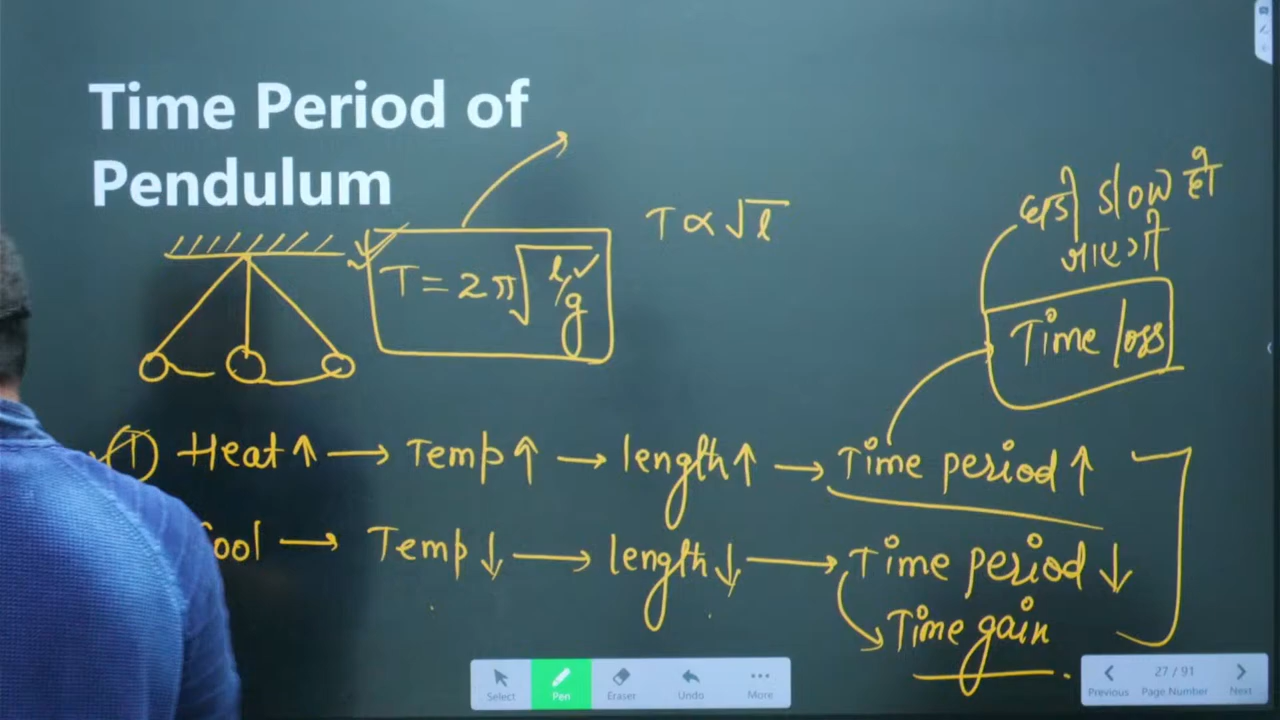 Time Period of
Pendulum
T ∝ √l
T = 2π√l/g
घड़ी slow हो
जाएगी
Time loss
(1) Heat ↑ → Temp ↑ → length ↑ → Time period ↑
Cool → Temp ↓ → length ↓ → Time period ↓
Time gain
Select
Pen
Eraser
Undo
More
Previous
27 / 91
Page Number
Next